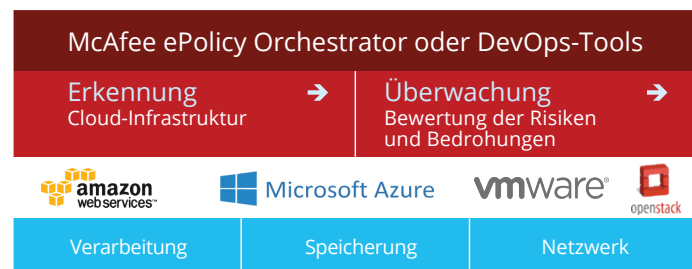 McAfee ePolicy Orchestrator oder DevOps-Tools
Erkennung
Cloud-Infrastruktur
Überwachung
Bewertung der Risiken
und Bedrohungen
amazon
webservices™
Microsoft Azure
vmware®
openstack
Verarbeitung
Speicherung
Netzwerk